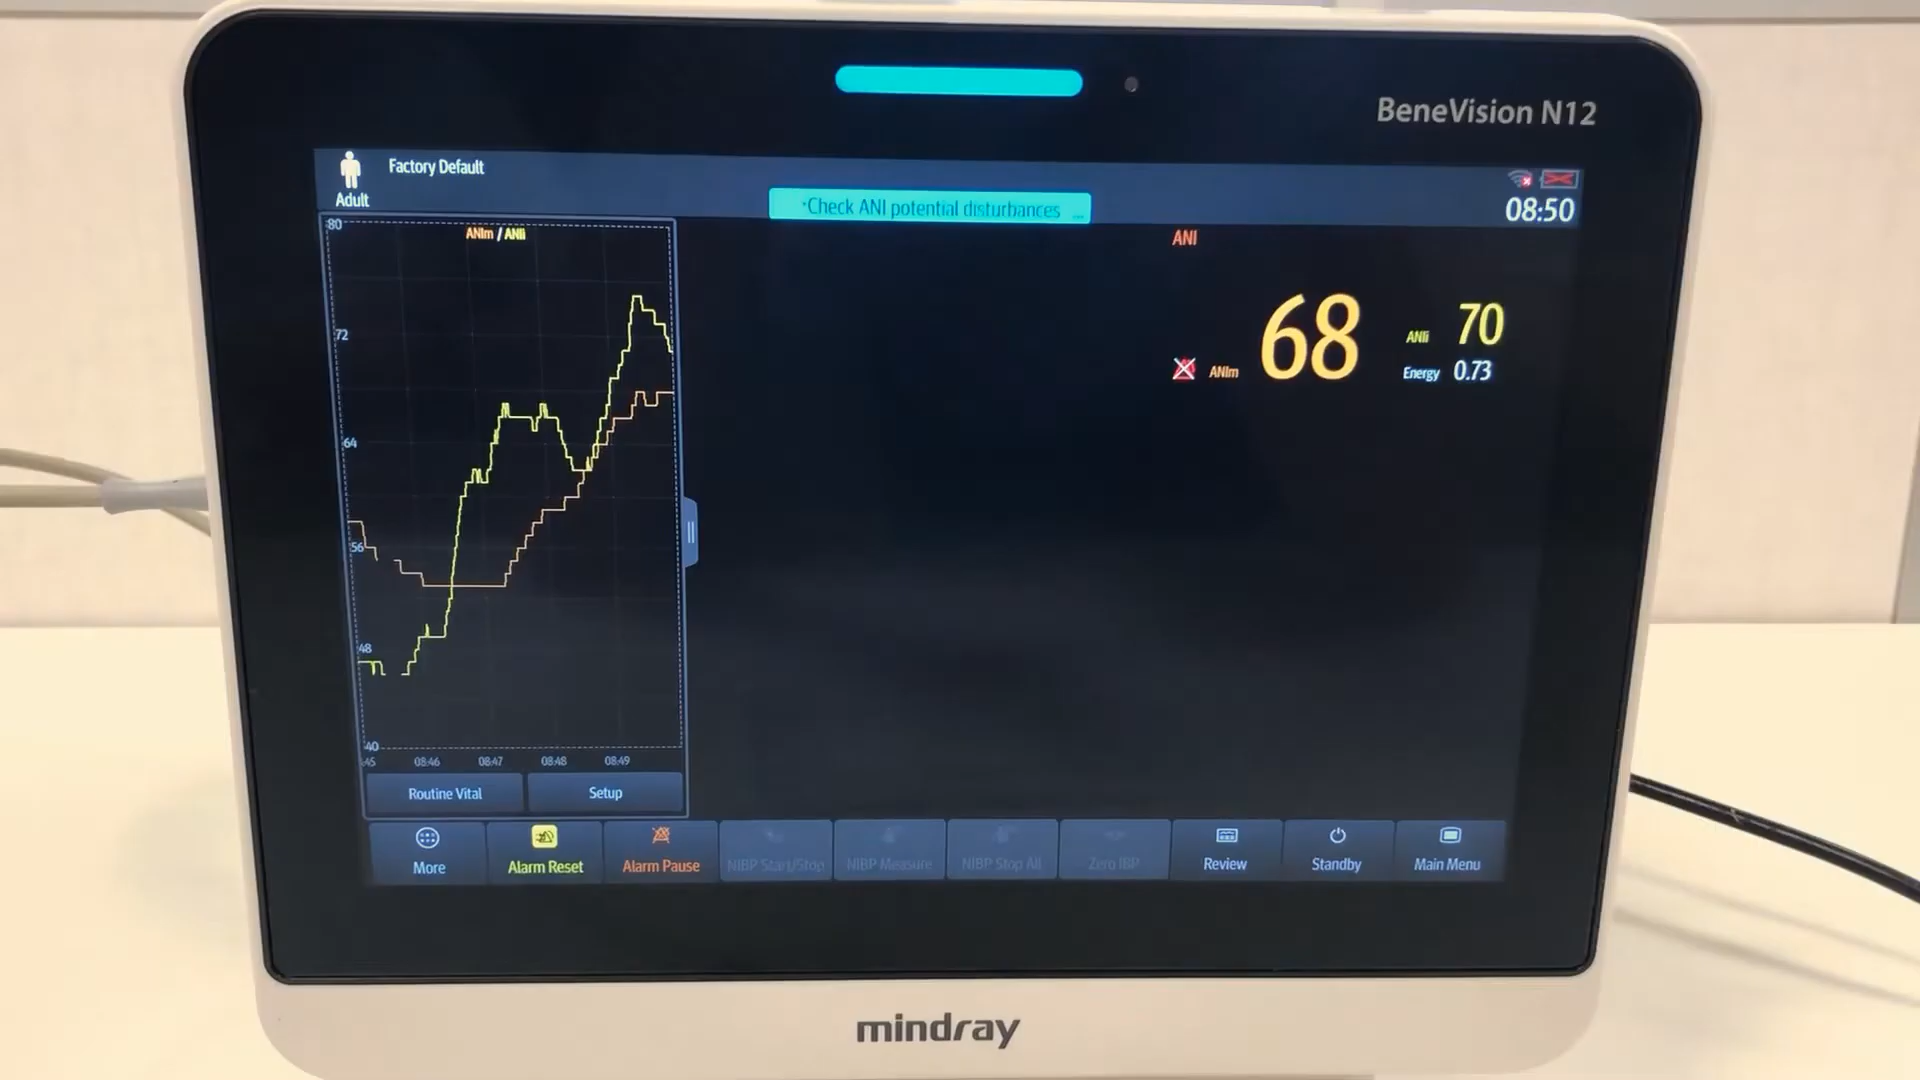 BeneVision N12
Adult
Factory Default
*Check ANI potential disturbances ...
08:50
80
ANIm / ANIi
72
64
56
48
40
:45 08:46 08:47 08:48 08:49
Routine Vital Setup
ANI
ANIm 68
ANIi 70
Energy 0.73
More
Alarm Reset
Alarm Pause
NIBP Start/Stop
NIBP Measure
NIBP Stop All
Zero IBP
Review
Standby
Main Menu
mindray